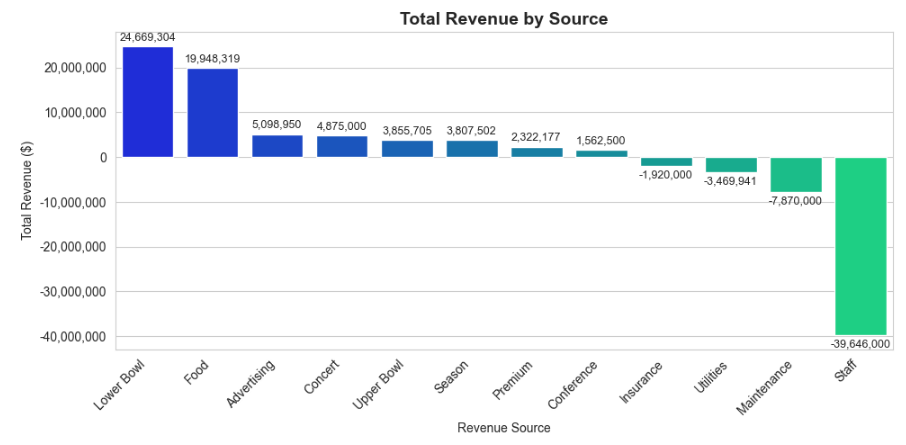 Total Revenue by Source
24,669,304
19,948,319
5,098,950
4,875,000
3,855,705
3,807,502
2,322,177
1,562,500
-1,920,000
-3,469,941
-7,870,000
-39,646,000
20,000,000
10,000,000
0
-10,000,000
-20,000,000
-30,000,000
-40,000,000
Total Revenue ($)
Lower Bowl
Food
Advertising
Concert
Upper Bowl
Season
Premium
Conference
Insurance
Utilities
Maintenance
Staff
Revenue Source